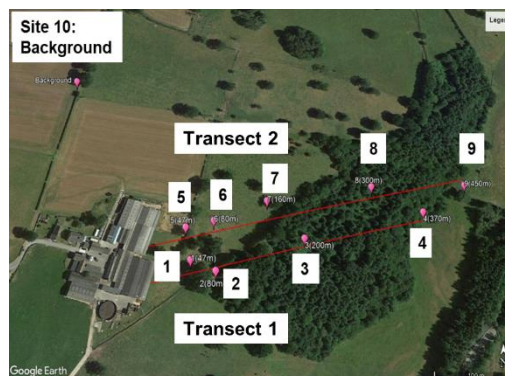 Site 10:
Background
Background
Transect 2
5
6
7
8
9
5(47m)
6(80m)
7(160m)
8(300m)
9(450m)
1
1(47m)
2(80m)
2
3
3(200m)
4
4(370m)
Transect 1
Google Earth
100 m